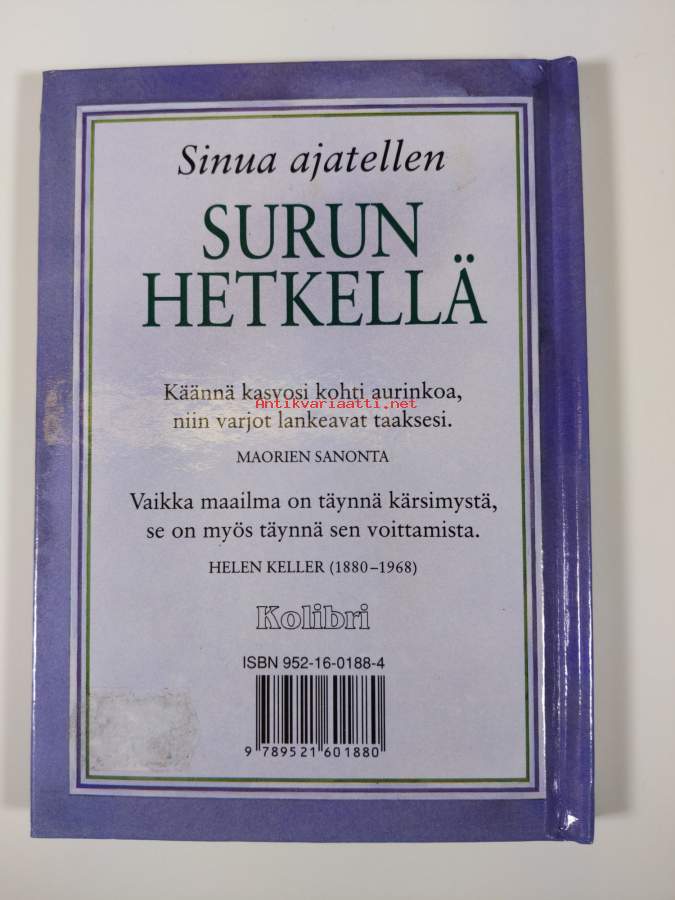 Sinua ajatellen
SURUN
HETKELLÄ
Käännä kasvosi kohti aurinkoa,
Antikvariaatti.net
niin varjot lankeavat taaksesi.
MAORIEN SANONTA
Vaikka maailma on täynnä kärsimystä,
se on myös täynnä sen voittamista.
HELEN KELLER (1880–1968)
Kolibri
ISBN 952-16-0188-4
9 789521 601880